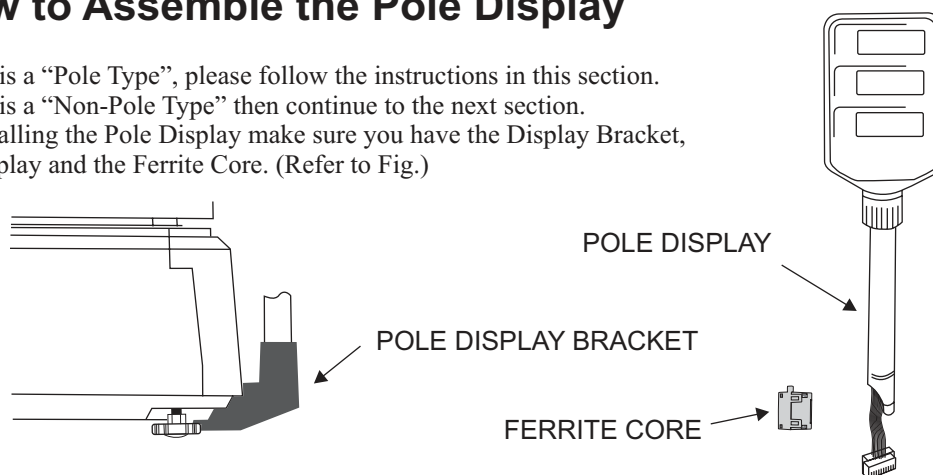 to Assemble the Pole Display
is a “Pole Type”, please follow the instructions in this section.
is a “Non-Pole Type” then continue to the next section.
the Pole Display make sure you have the Display Bracket,
and the Ferrite Core. (Refer to Fig.)
POLE DISPLAY
POLE DISPLAY BRACKET
FERRITE CORE